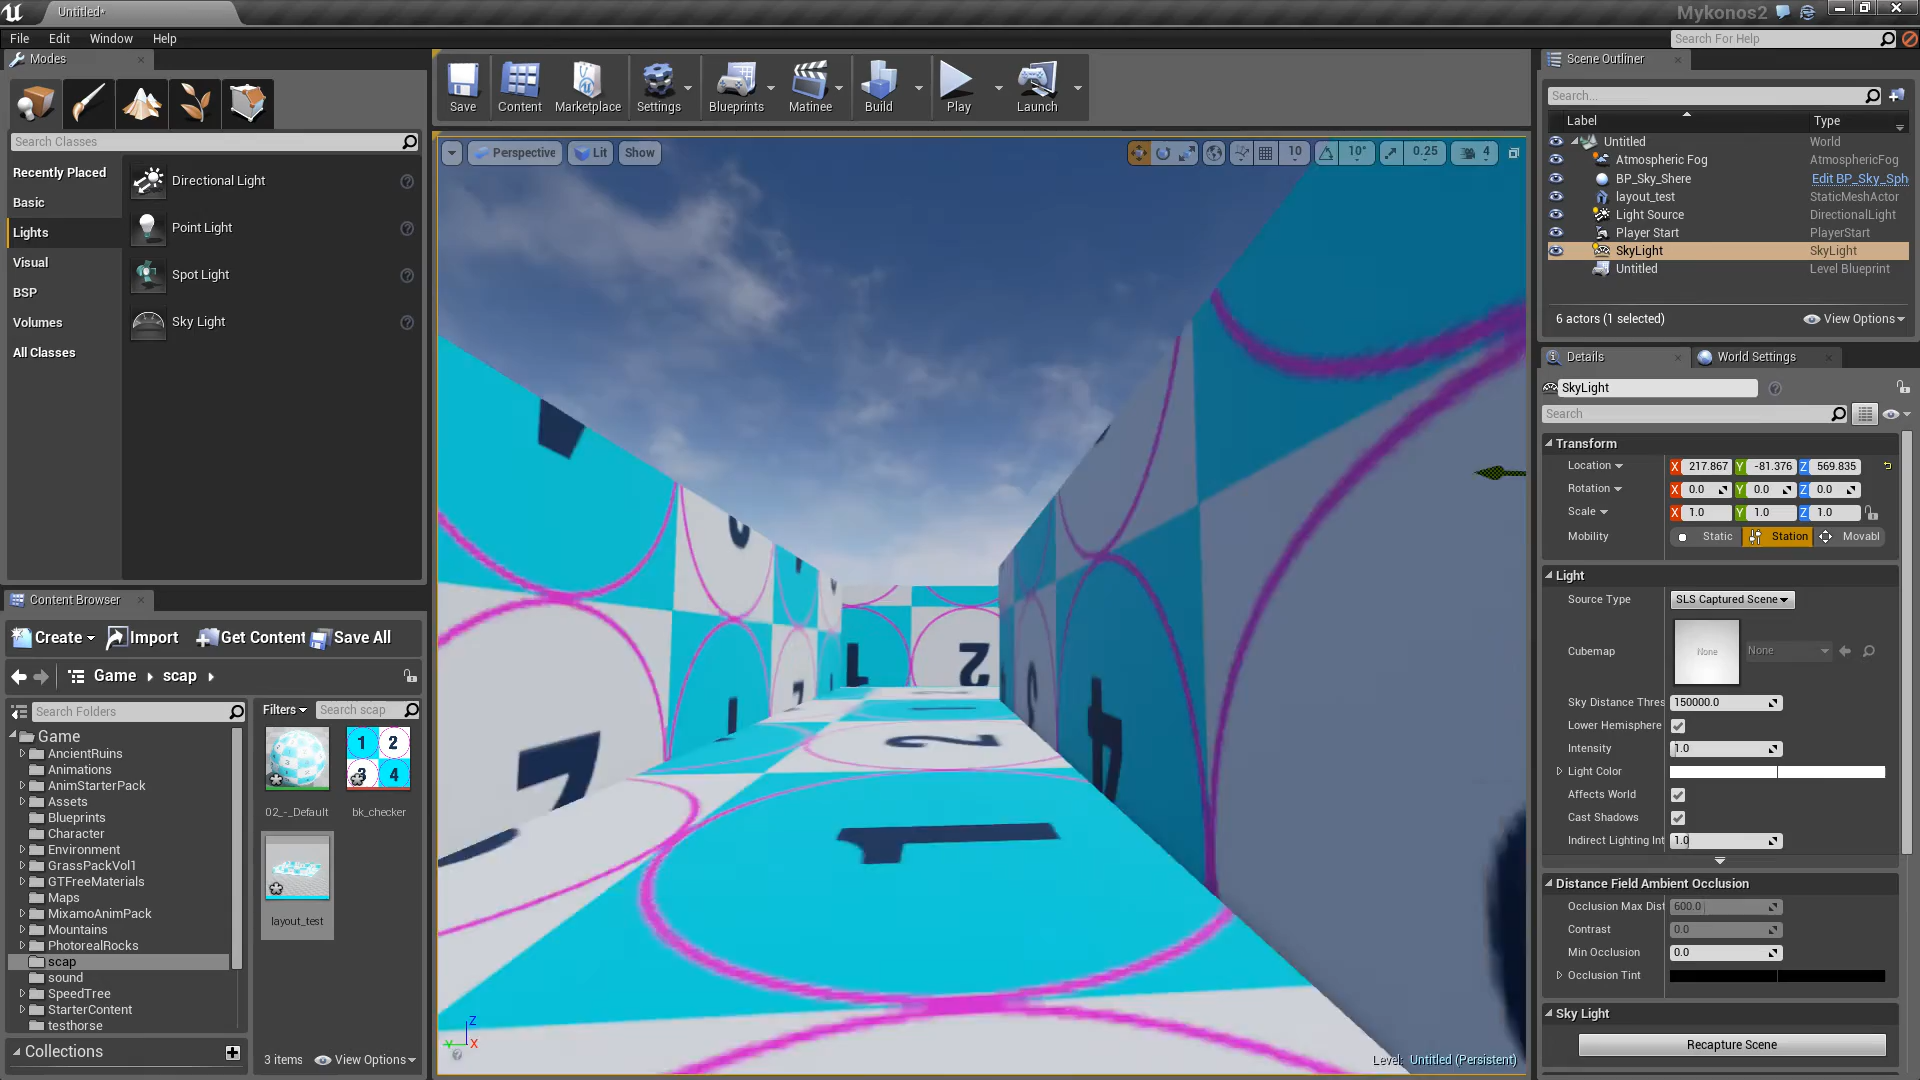 Untitled*
Mykonos2
File Edit Window Help
Search For Help
Modes
Search Classes
Recently Placed
Basic
Lights
Visual
BSP
Volumes
All Classes
Directional Light
Point Light
Spot Light
Sky Light
Save Content Marketplace Settings Blueprints Matinee Build Play Launch
Perspective Lit Show
10 10° 0.25 4
1
2
2
1
4
Level: Untitled (Persistent)
Z
Y X
Content Browser
Create Import Get Content Save All
Game scap
Search Folders
Filters Search scap
Game
AncientRuins
Animations
AnimStarterPack
Assets
Blueprints
Character
Environment
GrassPackVol1
GTFreeMaterials
Maps
MixamoAnimPack
Mountains
PhotorealRocks
scap
sound
SpeedTree
StarterContent
testhorse
Collections
1 2
3 4
02_-_Default
bk_checker
layout_test
3 items View Options
Scene Outliner
Search...
Label Type
Untitled World
Atmospheric Fog AtmosphericFog
BP_Sky_Shere Edit BP_Sky_Sph
layout_test StaticMeshActor
Light Source DirectionalLight
Player Start PlayerStart
SkyLight SkyLight
Untitled Level Blueprint
6 actors (1 selected) View Options
Details World Settings
SkyLight
Search
Transform
Location X 217.867 Y -81.376 Z 569.835
Rotation X 0.0 Y 0.0 Z 0.0
Scale X 1.0 Y 1.0 Z 1.0
Mobility Static Station Movabl
Light
Source Type SLS Captured Scene
Cubemap None None
Sky Distance Thres 150000.0
Lower Hemisphere
Intensity 1.0
Light Color
Affects World
Cast Shadows
Indirect Lighting Int 1.0
Distance Field Ambient Occlusion
Occlusion Max Dist 600.0
Contrast 0.0
Min Occlusion 0.0
Occlusion Tint
Sky Light
Recapture Scene